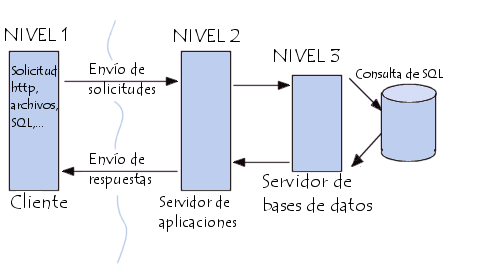 NIVEL 1
NIVEL 2
NIVEL 3
Solicitud
http,
archivos,
SQL,...
Envío de
solicitudes
Consulta de SQL
Envío de
respuestas
Cliente
Servidor de
aplicaciones
Servidor de
bases de datos